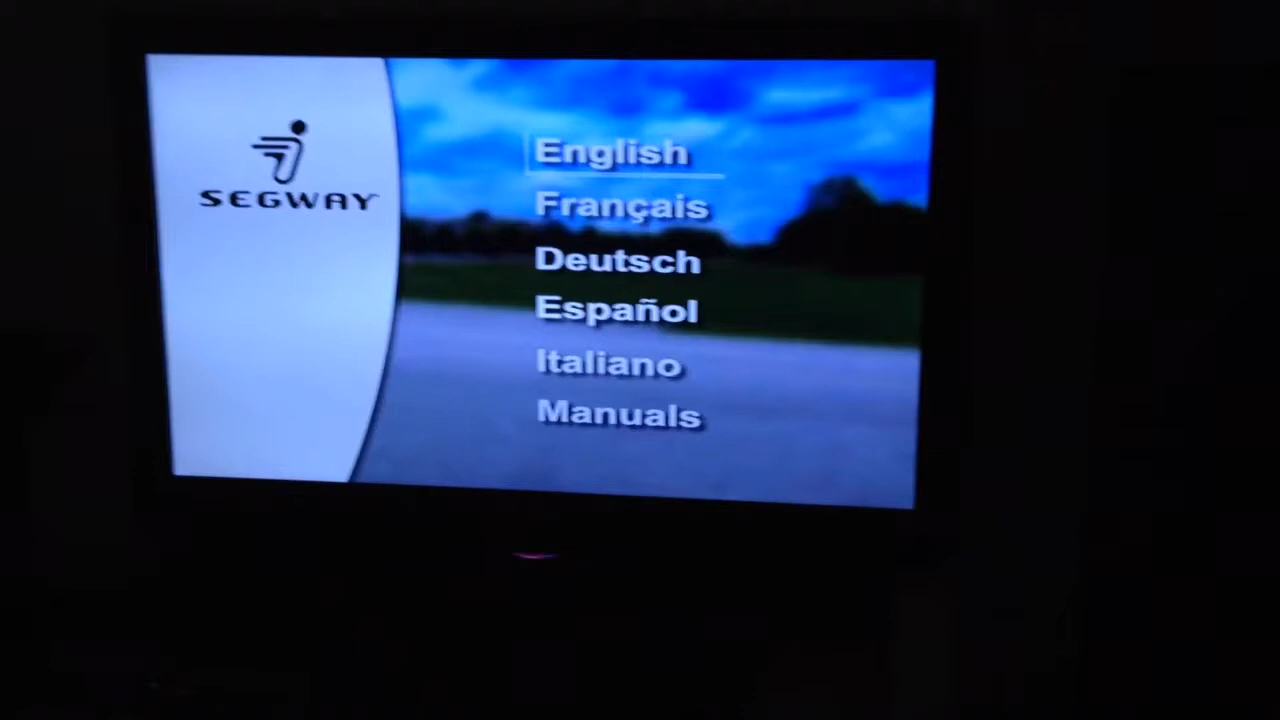 SEGWAY
English
Français
Deutsch
Español
Italiano
Manuals